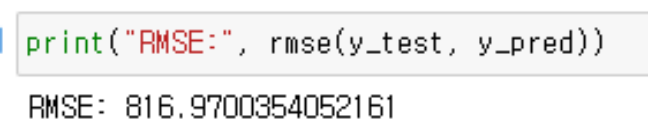 print("RMSE:", rmse(y_test, y_pred))
RMSE: 816.9700354052161